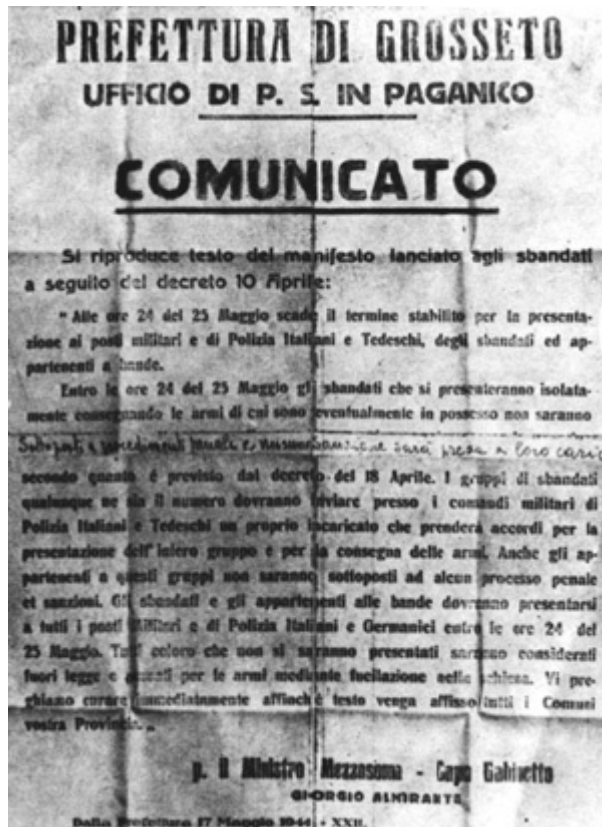 PREFETTURA DI GROSSETO
UFFICIO DI P. S. IN PAGANICO
COMUNICATO
Si riproduce testo del manifesto lanciato agli sbandati
a seguito del decreto 10 Aprile:
" Alle ore 24 del 25 Maggio scade il termine stabilito per la presenta-
zione ai posti militari e di Polizia Italiani e Tedeschi, degli sbandati ed ap-
partenenti a bande.
Entro le ore 24 del 25 Maggio gli sbandati che si presenteranno isolata-
mente consegnando le armi di cui sono eventualmente in possesso non saranno
sottoposti a procedimenti penali e nessuna sanzione sarà presa a loro carico
secondo quanto è previsto dal decreto del 18 Aprile. I gruppi di sbandati
qualunque ne sia il numero dovranno inviare presso i comandi militari di
Polizia Italiani e Tedeschi un proprio incaricato che prenderà accordi per la
presentazione dell'intero gruppo e per la consegna delle armi. Anche gli ap-
partenenti a questi gruppi non saranno sottoposti ad alcun processo penale
et sanzioni. Gli sbandati e gli appartenenti alle bande dovranno presentarsi
a tutti i posti Militari e di Polizia Italiani e Germanici entro le ore 24 del
25 Maggio. Tutti coloro che non si saranno presentati saranno considerati
fuori legge e passati per le armi mediante fucilazione nella schiena. Vi pre-
ghiamo curare immediatamente affinchè testo venga affisso tutti i Comuni
vostra Provincia „
p. Il Ministro Mezzasoma - Capo Gabinetto
GIORGIO ALMIRANTE
Dalla Prefettura 17 Maggio 1944 - XXII.